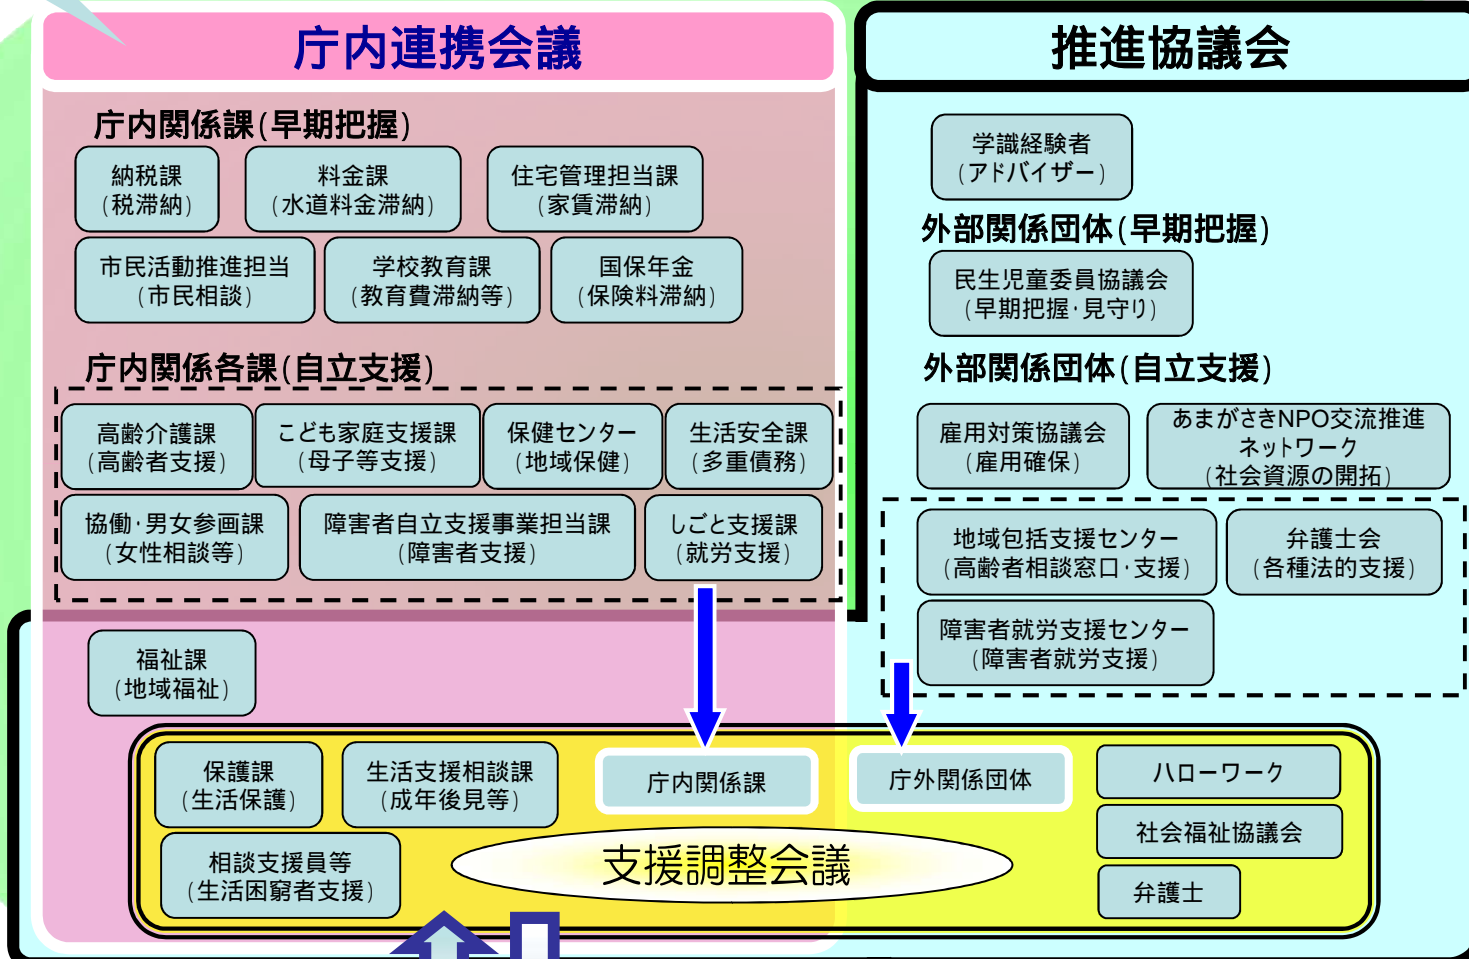 庁内連携会議
庁内関係課(早期把握)
納税課
(税滞納)
料金課
(水道料金滞納)
住宅管理担当課
(家賃滞納)
市民活動推進担当
(市民相談)
学校教育課
(教育費滞納等)
国保年金
(保険料滞納)
庁内関係各課(自立支援)
高齢介護課
(高齢者支援)
こども家庭支援課
(母子等支援)
保健センター
(地域保健)
生活安全課
(多重債務)
協働・男女参画課
(女性相談等)
障害者自立支援事業担当課
(障害者支援)
しごと支援課
(就労支援)
福祉課
(地域福祉)
推進協議会
学識経験者
(アドバイザー)
外部関係団体(早期把握)
民生児童委員協議会
(早期把握・見守り)
外部関係団体(自立支援)
雇用対策協議会
(雇用確保)
あまがさきNPO交流推進
ネットワーク
(社会資源の開拓)
地域包括支援センター
(高齢者相談窓口・支援)
弁護士会
(各種法的支援)
障害者就労支援センター
(障害者就労支援)
保護課
(生活保護)
生活支援相談課
(成年後見等)
庁内関係課
庁外関係団体
ハローワーク
相談支援員等
(生活困窮者支援)
支援調整会議
社会福祉協議会
弁護士